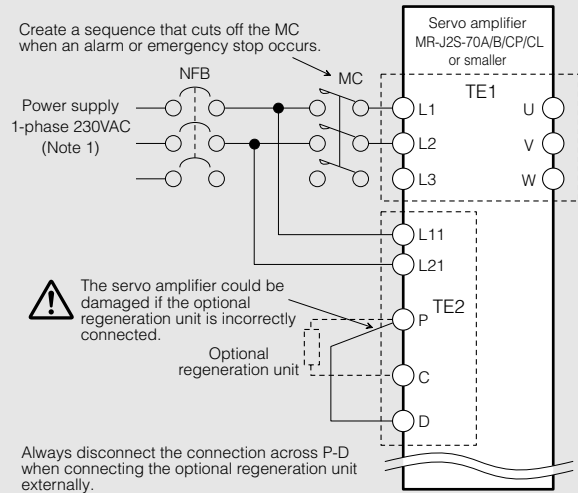 Create a sequence that cuts off the MC
when an alarm or emergency stop occurs.
Servo amplifier
MR-J2S-70A/B/CP/CL
or smaller
NFB
MC
TE1
Power supply
1-phase 230VAC
(Note 1)
L1
U
L2
V
L3
W
L11
L21
The servo amplifier could be
damaged if the optional
regeneration unit is incorrectly
connected.
TE2
P
Optional
regeneration unit
C
D
Always disconnect the connection across P-D
when connecting the optional regeneration unit
externally.